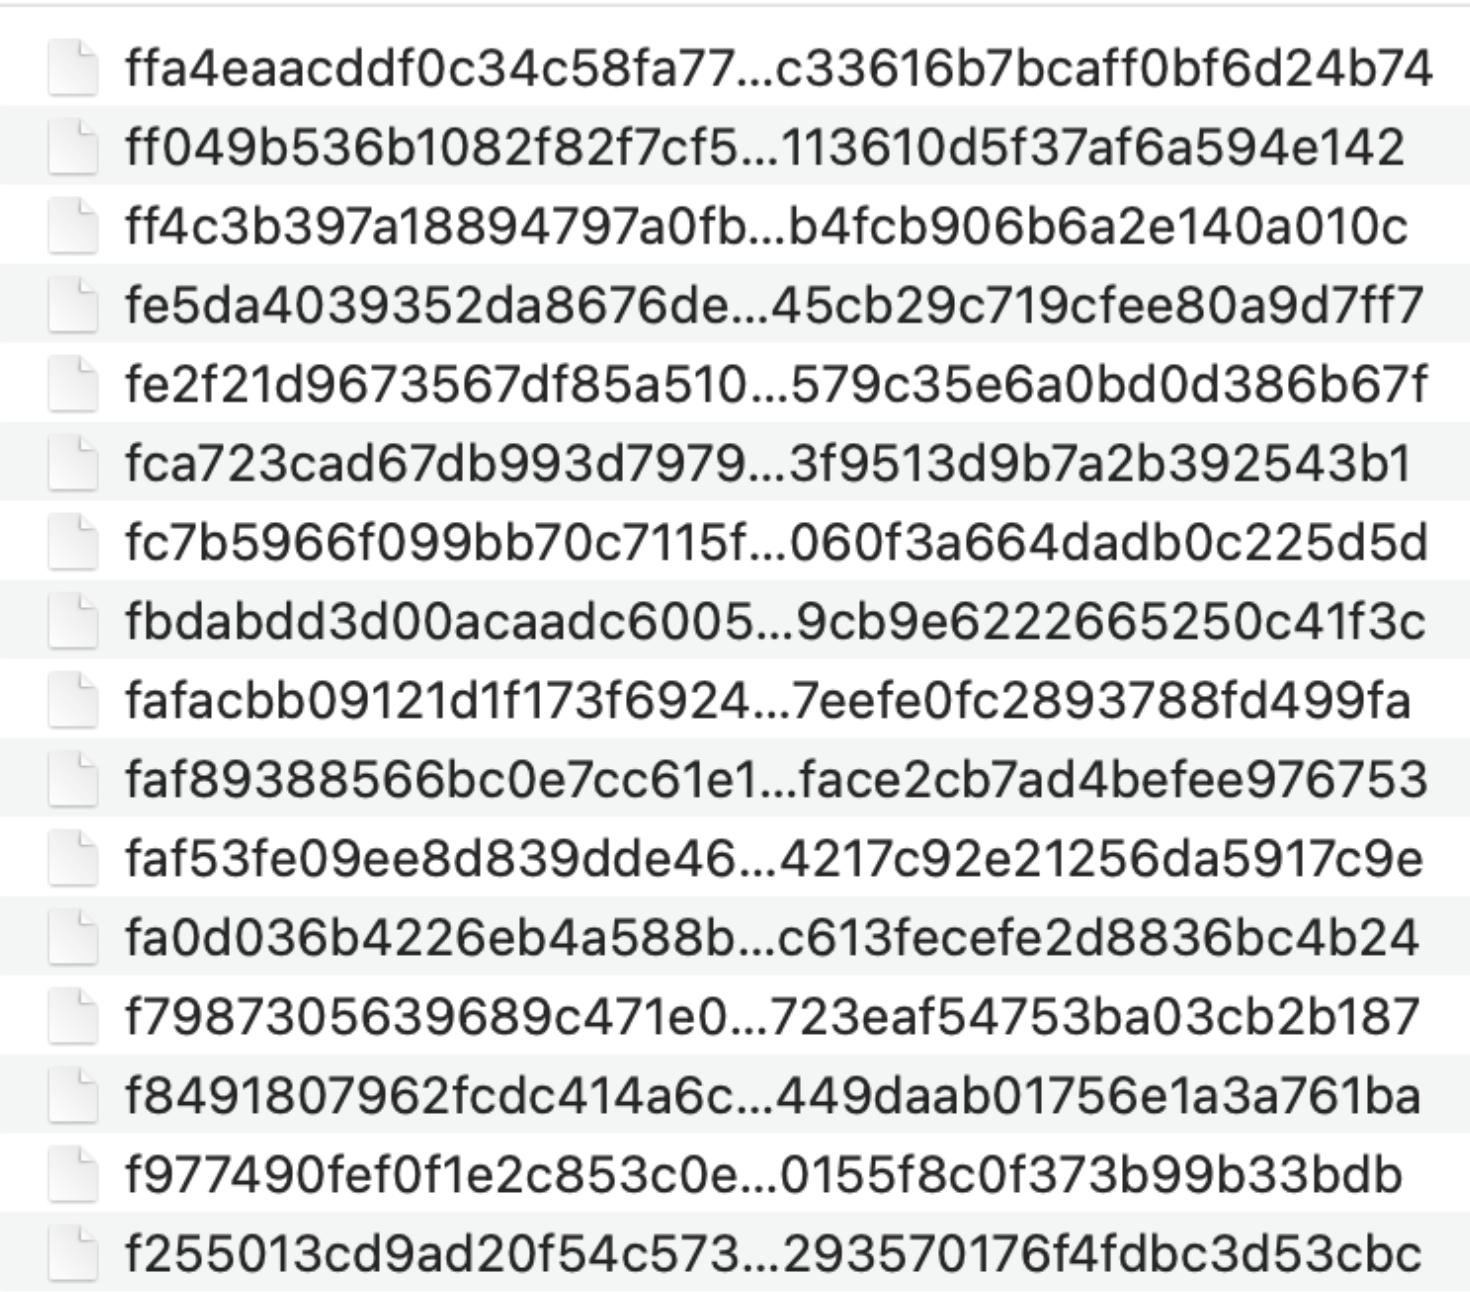 ffa4eaacddf0c34c58fa77...c33616b7bcaff0bf6d24b74
ff049b536b1082f82f7cf5...113610d5f37af6a594e142
ff4c3b397a18894797a0fb...b4fcb906b6a2e140a010c
fe5da4039352da8676de...45cb29c719cfee80a9d7ff7
fe2f21d9673567df85a510...579c35e6a0bd0d386b67f
fca723cad67db993d7979...3f9513d9b7a2b392543b1
fc7b5966f099bb70c7115f...060f3a664dadb0c225d5d
fbdabdd3d00acaadc6005...9cb9e6222665250c41f3c
fafacbb09121d1f173f6924...7eefe0fc2893788fd499fa
faf89388566bc0e7cc61e1...face2cb7ad4befee976753
faf53fe09ee8d839dde46...4217c92e21256da5917c9e
fa0d036b4226eb4a588b...c613fecefe2d8836bc4b24
f7987305639689c471e0...723eaf54753ba03cb2b187
f8491807962fcdc414a6c...449daab01756e1a3a761ba
f977490fef0f1e2c853c0e...0155f8c0f373b99b33bdb
f255013cd9ad20f54c573...293570176f4fdbc3d53cbc